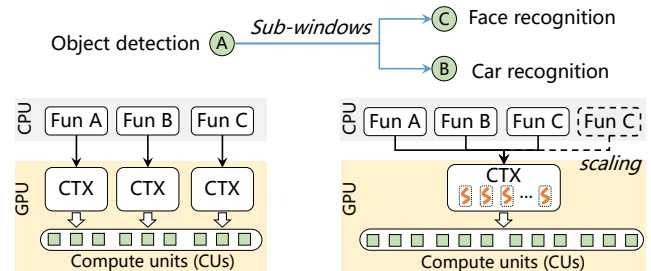 Object detection A Sub-windows C Face recognition
B Car recognition
CPU Fun A Fun B Fun C
GPU CTX CTX CTX
Compute units (CUs)
CPU Fun A Fun B Fun C Fun C
scaling
GPU CTX
...
Compute units (CUs)